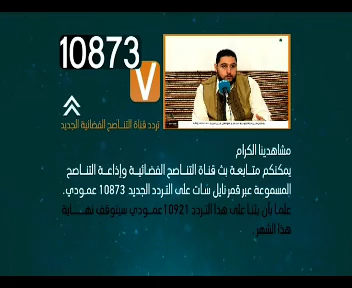 10873
V
تردد قناة التناصح الفضائية الجديد
مشاهدينا الكرام
يمكنكم متابعة بث قناة التناصح الفضائية وإذاعة التناصح
المسموعة عبر قمر نايل سات على التردد الجديد 10873 عمودي.
علما بأن بثنا على هذا التردد 10921 عمودي سيتوقف نهاية
هذا الشهر.